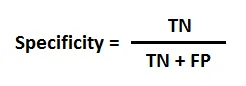 Specificity = TN
TN + FP